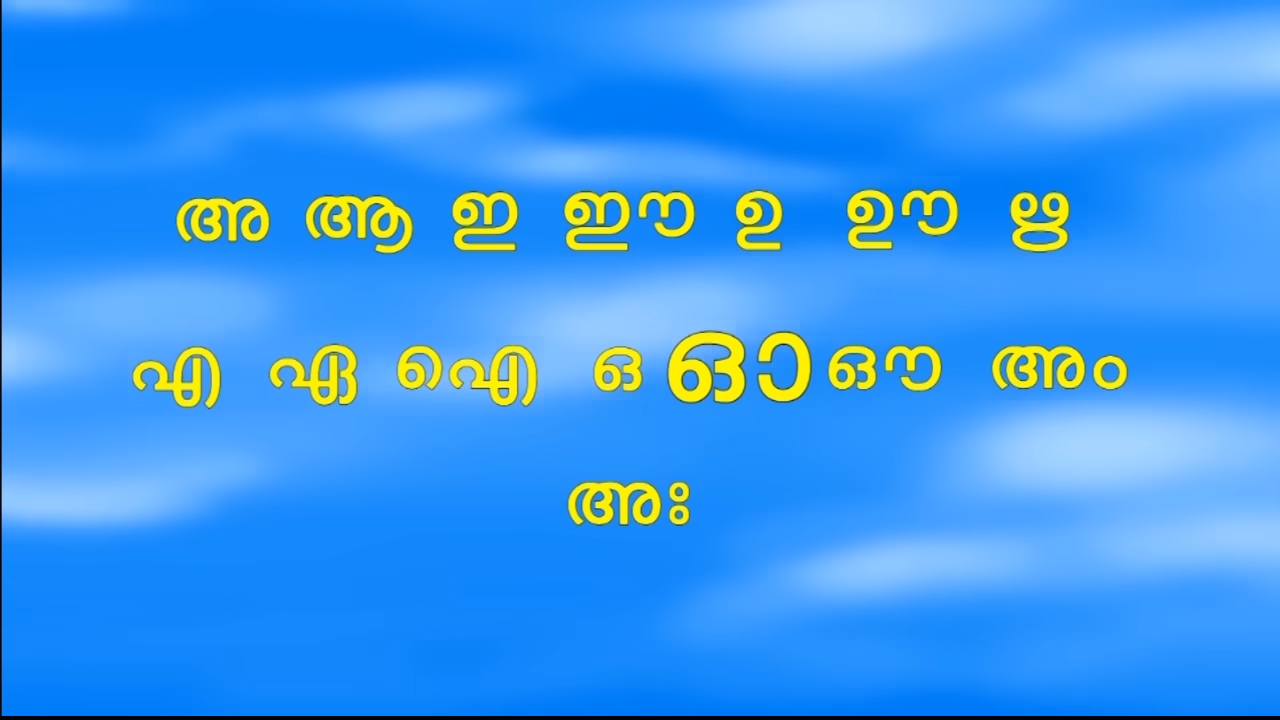 അ ആ ഇ ഈ ഉ ഊ ഋ
എ ഏ ഐ ഒ ഓ ഔ അം
അഃ